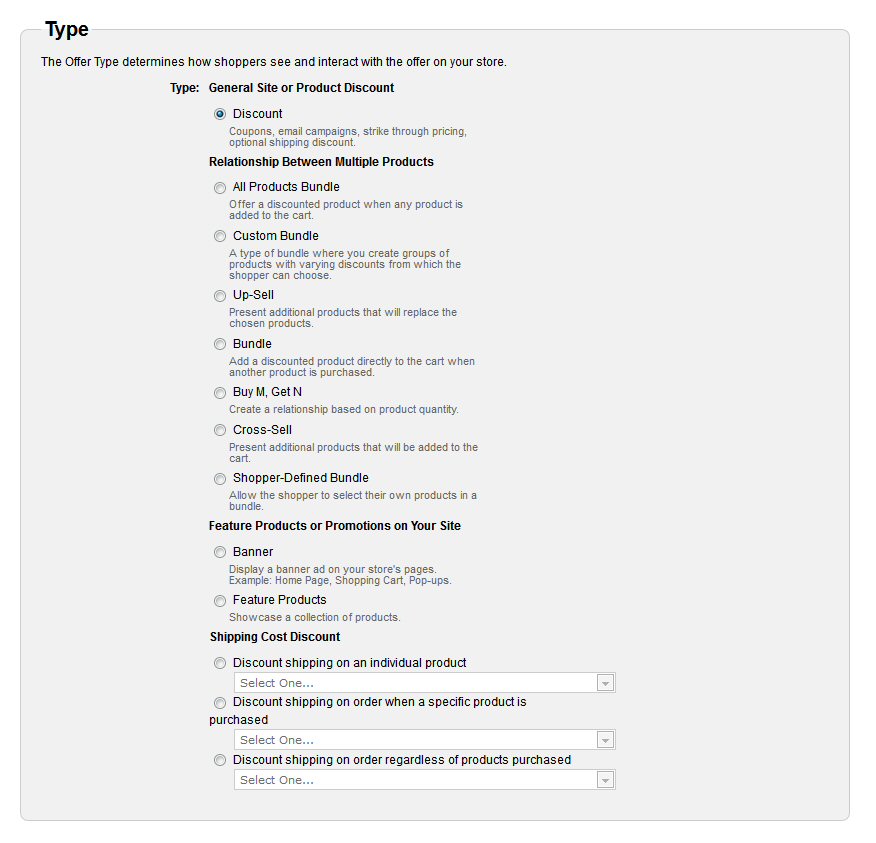 Type
The Offer Type determines how shoppers see and interact with the offer on your store.
Type: General Site or Product Discount
Discount
Coupons, email campaigns, strike through pricing,
optional shipping discount.
Relationship Between Multiple Products
All Products Bundle
Offer a discounted product when any product is
added to the cart.
Custom Bundle
A type of bundle where you create groups of
products with varying discounts from which the
shopper can choose.
Up-Sell
Present additional products that will replace the
chosen products.
Bundle
Add a discounted product directly to the cart when
another product is purchased.
Buy M, Get N
Create a relationship based on product quantity.
Cross-Sell
Present additional products that will be added to the
cart.
Shopper-Defined Bundle
Allow the shopper to select their own products in a
bundle.
Feature Products or Promotions on Your Site
Banner
Display a banner ad on your store's pages.
Example: Home Page, Shopping Cart, Pop-ups.
Feature Products
Showcase a collection of products.
Shipping Cost Discount
Discount shipping on an individual product
Select One...
Discount shipping on order when a specific product is
purchased
Select One...
Discount shipping on order regardless of products purchased
Select One...